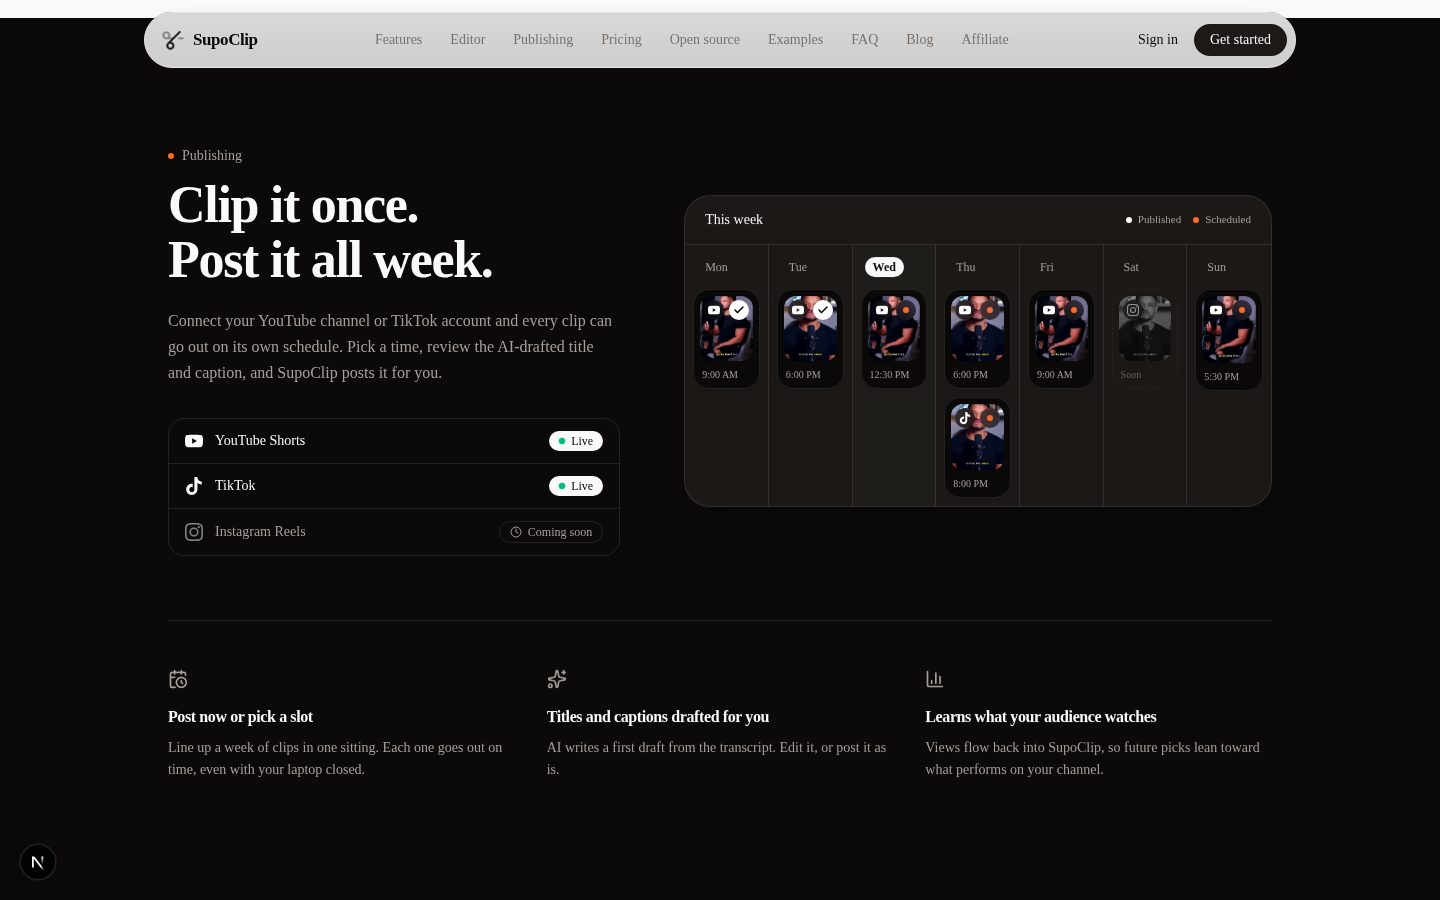 SupoClip
Features
Editor
Publishing
Pricing
Open source
Examples
FAQ
Blog
Affiliate
Sign in
Get started
Publishing
Clip it once.
Post it all week.
Connect your YouTube channel or TikTok account and every clip can
go out on its own schedule. Pick a time, review the AI-drafted title
and caption, and SupoClip posts it for you.
YouTube Shorts
Live
TikTok
Live
Instagram Reels
Coming soon
This week
Published
Scheduled
Mon
Tue
Wed
Thu
Fri
Sat
Sun
9:00 AM
6:00 PM
12:30 PM
6:00 PM
9:00 AM
Soon
5:30 PM
8:00 PM
Post now or pick a slot
Line up a week of clips in one sitting. Each one goes out on
time, even with your laptop closed.
Titles and captions drafted for you
AI writes a first draft from the transcript. Edit it, or post it as
is.
Learns what your audience watches
Views flow back into SupoClip, so future picks lean toward
what performs on your channel.
N